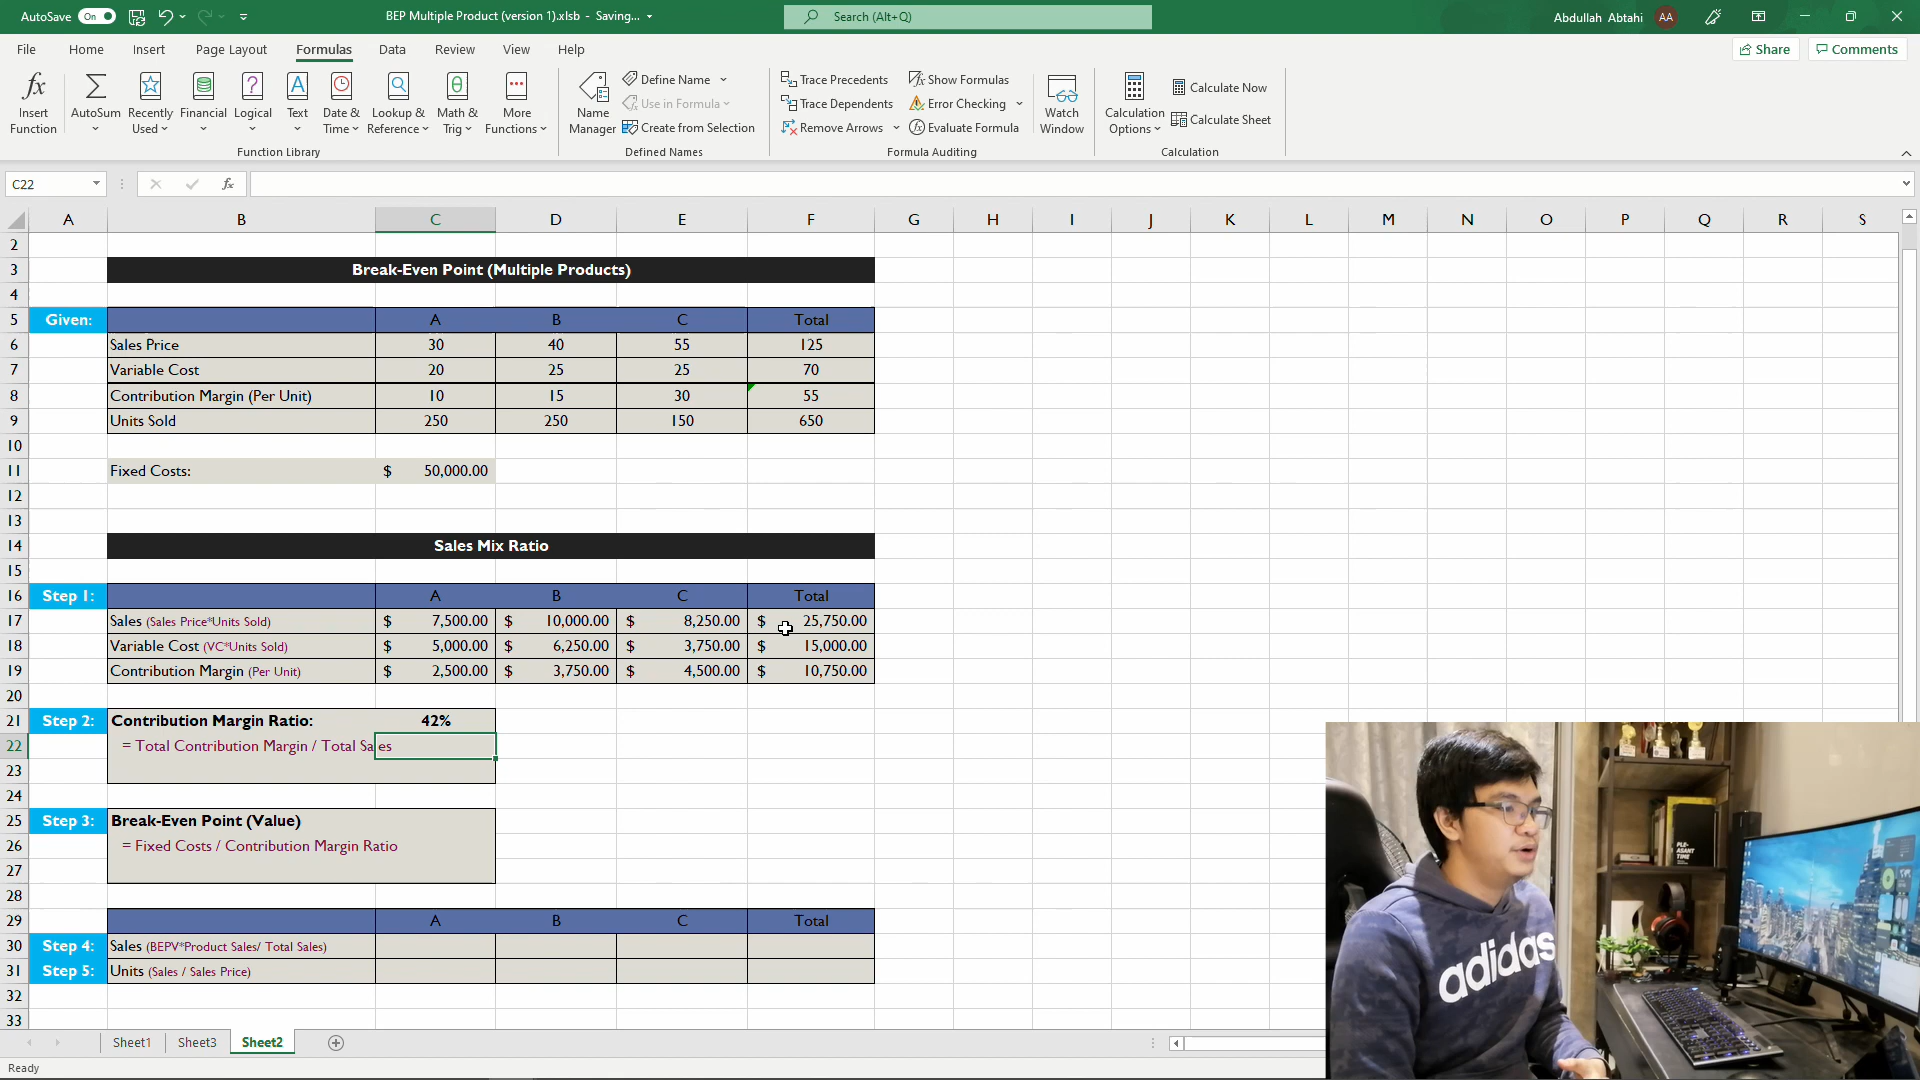 AutoSave On BEP Multiple Product (version 1).xlsb - Saving... Search (Alt+Q) Abdullah Abtahi AA
File Home Insert Page Layout Formulas Data Review View Help Share Comments
Insert Function AutoSum Recently Used Financial Logical Text Date & Time Lookup & Reference Math & Trig More Functions
Function Library
Name Manager
Define Name
Use in Formula
Create from Selection
Defined Names
Trace Precedents
Trace Dependents
Remove Arrows
Show Formulas
Error Checking
Evaluate Formula
Formula Auditing
Watch Window
Calculation Options
Calculate Now
Calculate Sheet
Calculation
C22 fx
A B C D E F G H I J K L M N O P Q R S
2
3 Break-Even Point (Multiple Products)
4
5 Given: A B C Total
6 Sales Price 30 40 55 125
7 Variable Cost 20 25 25 70
8 Contribution Margin (Per Unit) 10 15 30 55
9 Units Sold 250 250 150 650
10
11 Fixed Costs: $ 50,000.00
12
13
14 Sales Mix Ratio
15
16 Step 1: A B C Total
17 Sales (Sales Price*Units Sold) $ 7,500.00 $ 10,000.00 $ 8,250.00 $ 25,750.00
18 Variable Cost (VC*Units Sold) $ 5,000.00 $ 6,250.00 $ 3,750.00 $ 15,000.00
19 Contribution Margin (Per Unit) $ 2,500.00 $ 3,750.00 $ 4,500.00 $ 10,750.00
20
21 Step 2: Contribution Margin Ratio: 42%
22 = Total Contribution Margin / Total Sales
23
24
25 Step 3: Break-Even Point (Value)
26 = Fixed Costs / Contribution Margin Ratio
27
28
29 A B C Total
30 Step 4: Sales (BEPV*Product Sales/ Total Sales)
31 Step 5: Units (Sales / Sales Price)
32
33
PLE-
ASANT
TIME
adidas
Sheet1 Sheet3 Sheet2
Ready